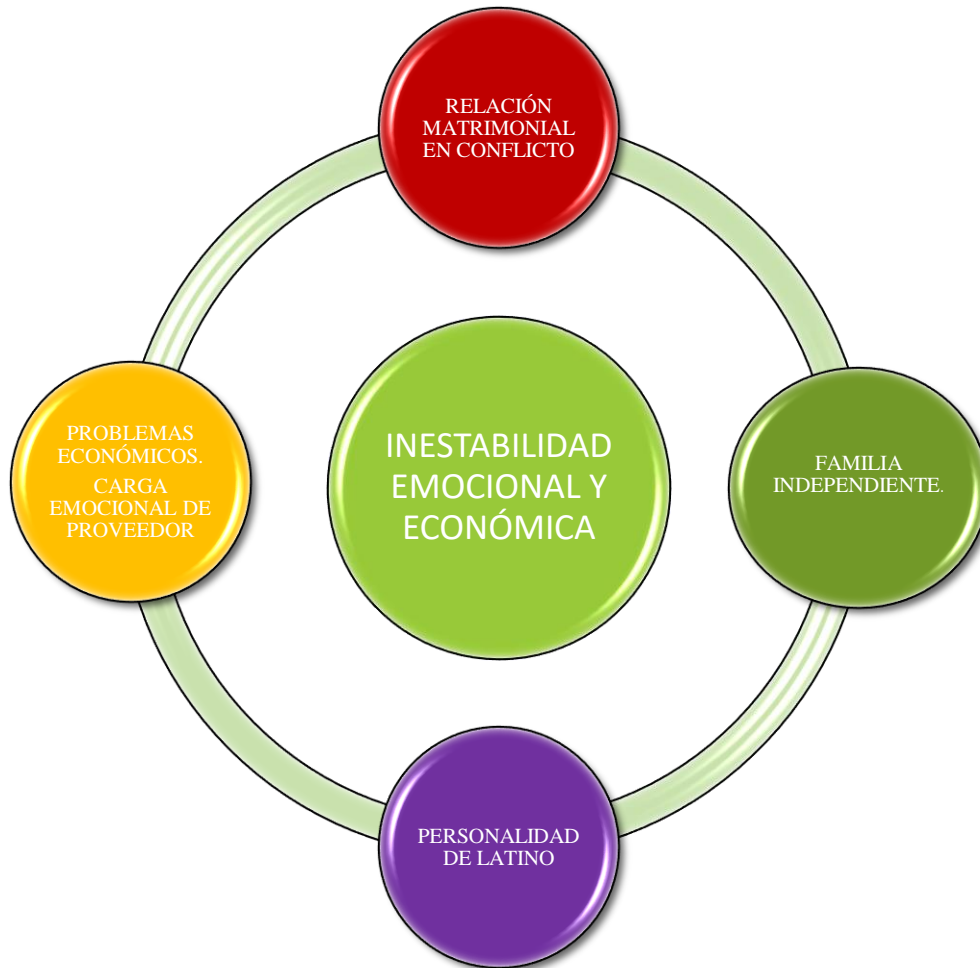 RELACIÓN
MATRIMONIAL
EN CONFLICTO
PROBLEMAS
ECONÓMICOS.
CARGA
EMOCIONAL DE
PROVEEDOR
INESTABILIDAD
EMOCIONAL Y
ECONÓMICA
FAMILIA
INDEPENDIENTE.
PERSONALIDAD
DE LATINO